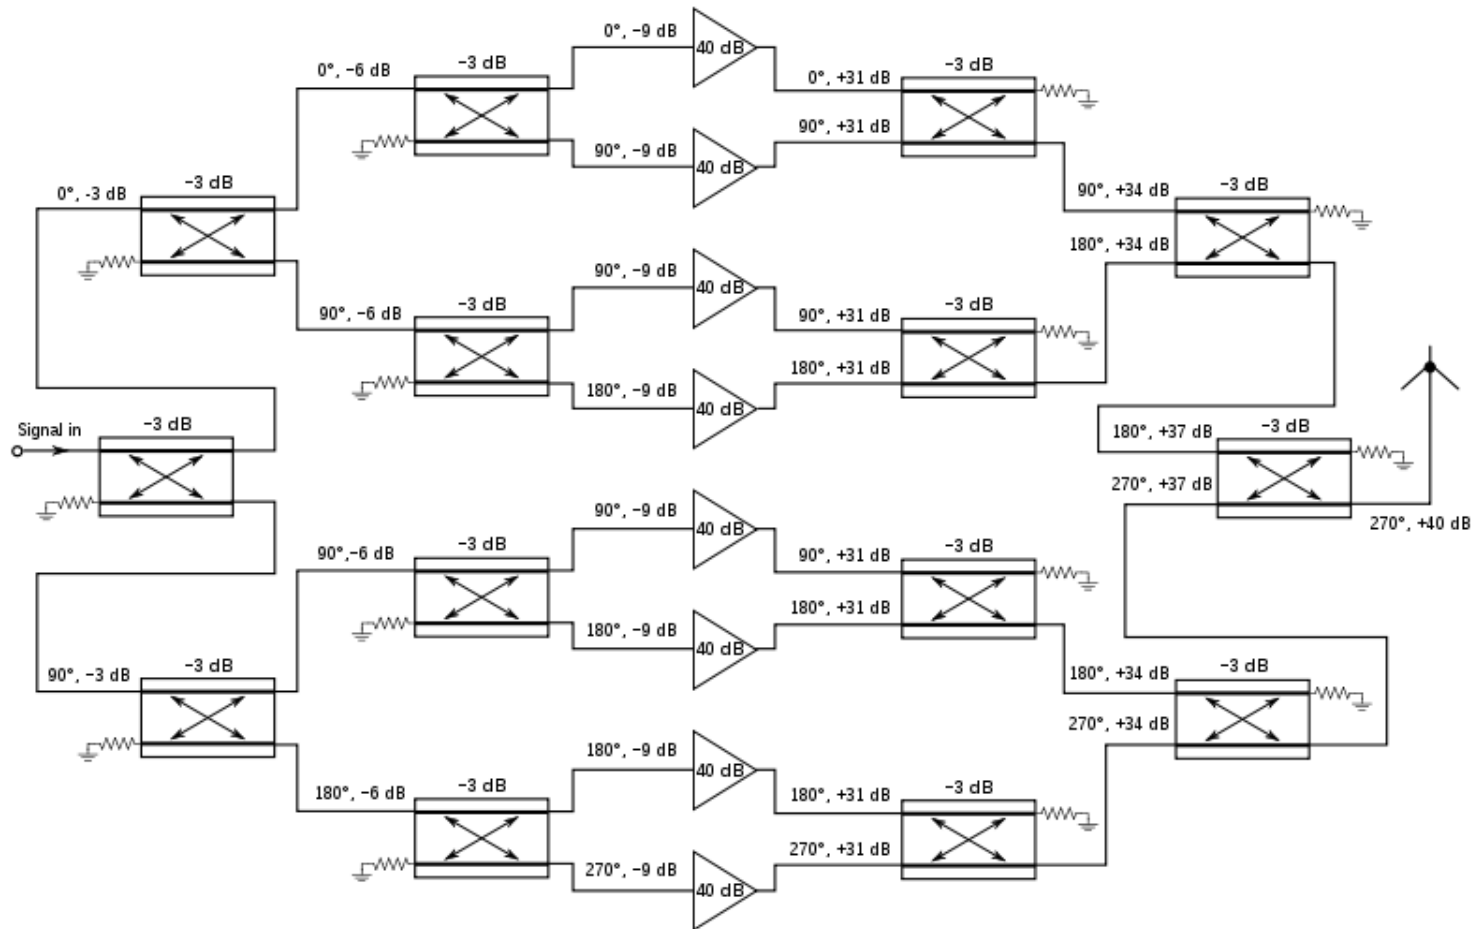 0°, −9 dB
40 dB
−3 dB
−3 dB
0°, −6 dB
0°, +31 dB
90°, +31 dB
90°, −9 dB
40 dB
−3 dB
0°, -3 dB
−3 dB
90°, +34 dB
180°, +34 dB
90°, −9 dB
40 dB
90°, −6 dB
−3 dB
90°, +31 dB
−3 dB
180°, +31 dB
180°, −9 dB
40 dB
Signal in
−3 dB
180°, +37 dB
−3 dB
270°, +37 dB
270°, +40 dB
90°, −9 dB
40 dB
90°,−6 dB
−3 dB
90°, +31 dB
−3 dB
180°, +31 dB
180°, −9 dB
40 dB
90°, −3 dB
−3 dB
180°, +34 dB
−3 dB
270°, +34 dB
180°, −9 dB
40 dB
180°, −6 dB
−3 dB
180°, +31 dB
−3 dB
270°, +31 dB
270°, −9 dB
40 dB